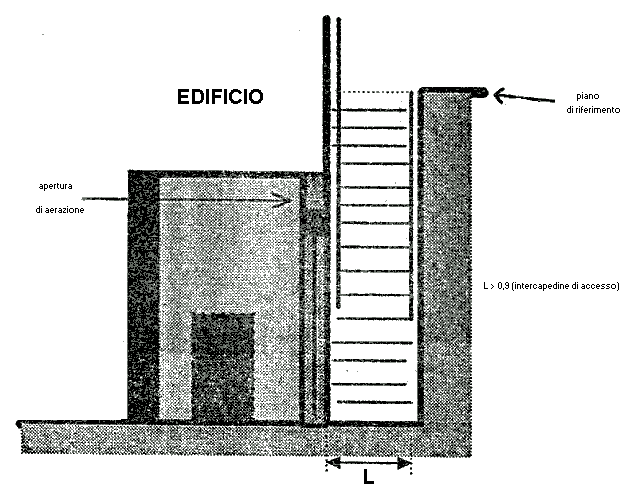 EDIFICIO
piano
di riferimento
apertura
di aerazione
L > 0,9 (intercapedine di accesso)
L